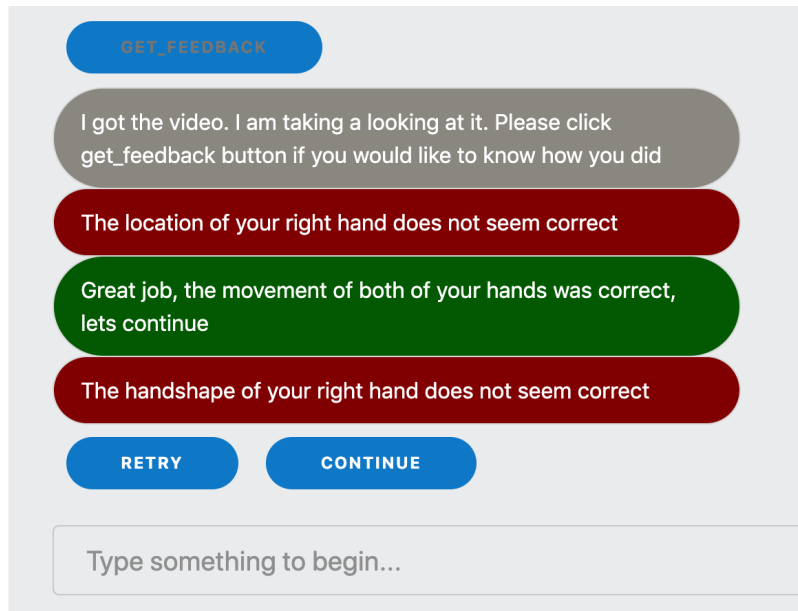 GET_FEEDBACK
I got the video. I am taking a looking at it. Please click
get_feedback button if you would like to know how you did
The location of your right hand does not seem correct
Great job, the movement of both of your hands was correct,
lets continue
The handshape of your right hand does not seem correct
RETRY CONTINUE
Type something to begin...